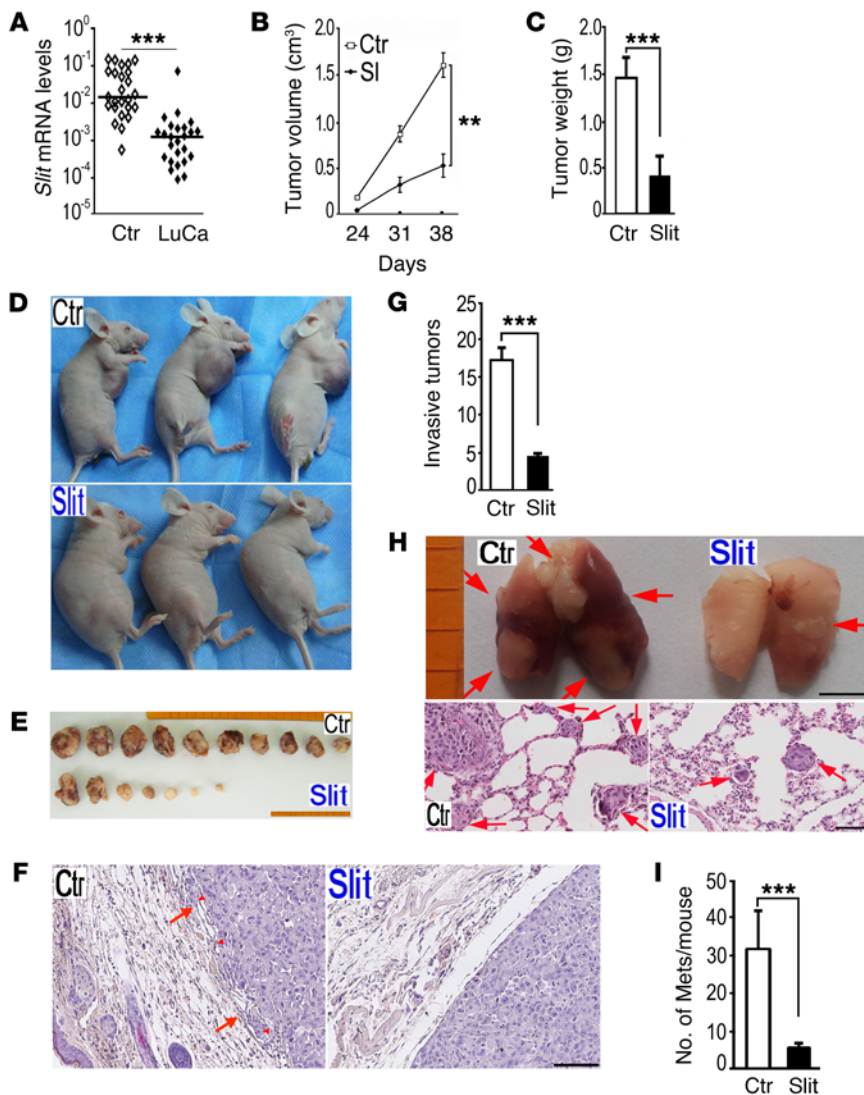 A
Slit mRNA levels
10^0
10^-1
10^-2
10^-3
10^-4
10^-5
***
Ctr LuCa
B
Tumor volume (cm³)
2.0
1.5
1.0
0.5
0
Ctr
Sl
**
24 31 38
Days
C
Tumor weight (g)
2.0
1.5
1.0
0.5
0
***
Ctr Slit
D
Ctr
Slit
E
Ctr
Slit
F
Ctr
Slit
G
Invasive tumors
25
20
15
10
5
0
***
Ctr Slit
H
Ctr
Slit
Ctr
Slit
I
No. of Mets/mouse
50
40
30
20
10
0
***
Ctr Slit